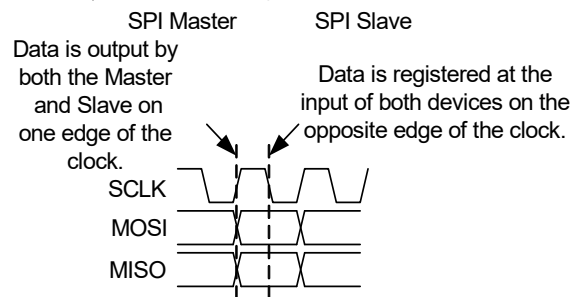 SPI Master SPI Slave
Data is output by
both the Master
and Slave on
one edge of the
clock.
Data is registered at the
input of both devices on the
opposite edge of the clock.
SCLK
MOSI
MISO